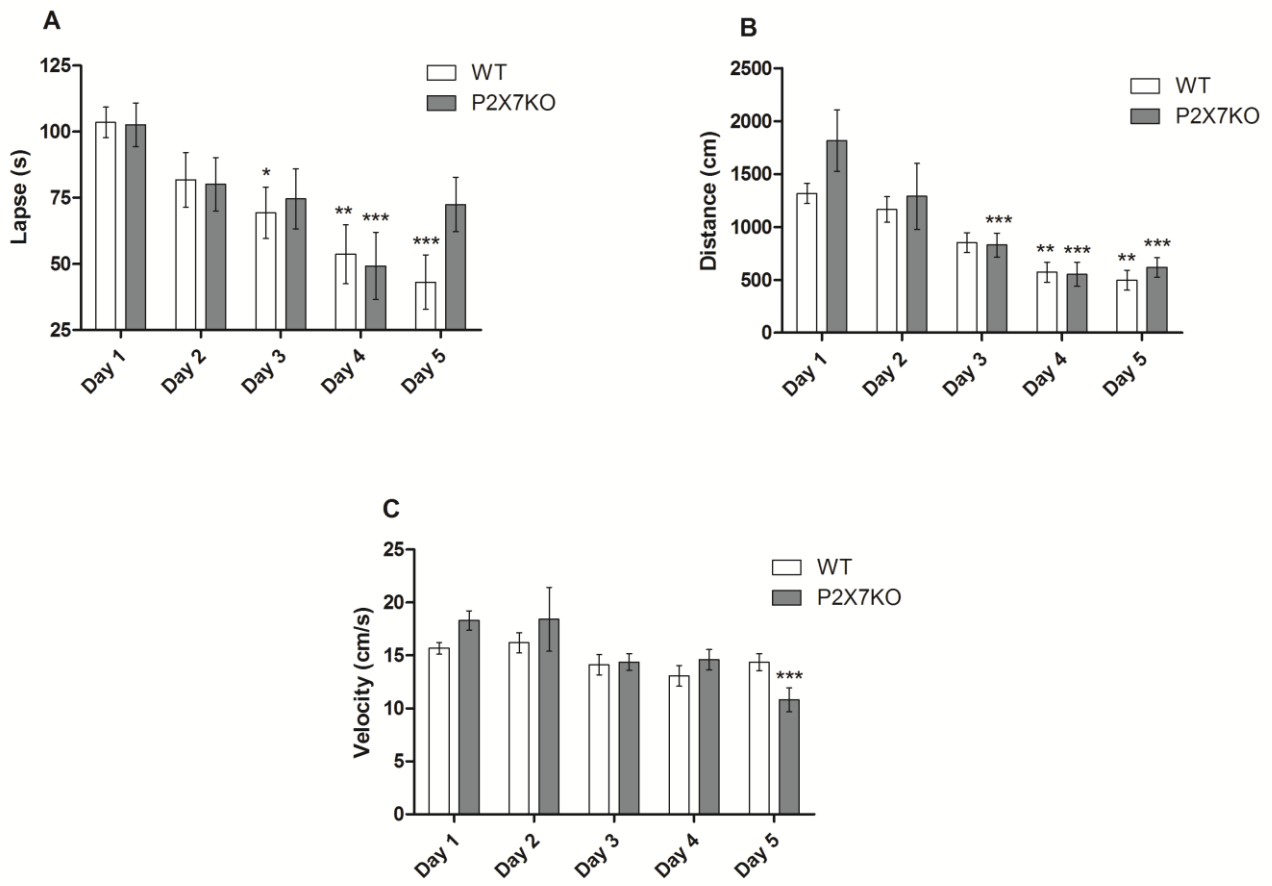 A
Lapse (s)
125
100
75
50
25
WT
P2X7KO
*
**
***
***
Day 1
Day 2
Day 3
Day 4
Day 5
B
Distance (cm)
2500
2000
1500
1000
500
0
WT
P2X7KO
***
**
***
**
***
Day 1
Day 2
Day 3
Day 4
Day 5
C
Velocity (cm/s)
25
20
15
10
5
0
WT
P2X7KO
***
Day 1
Day 2
Day 3
Day 4
Day 5